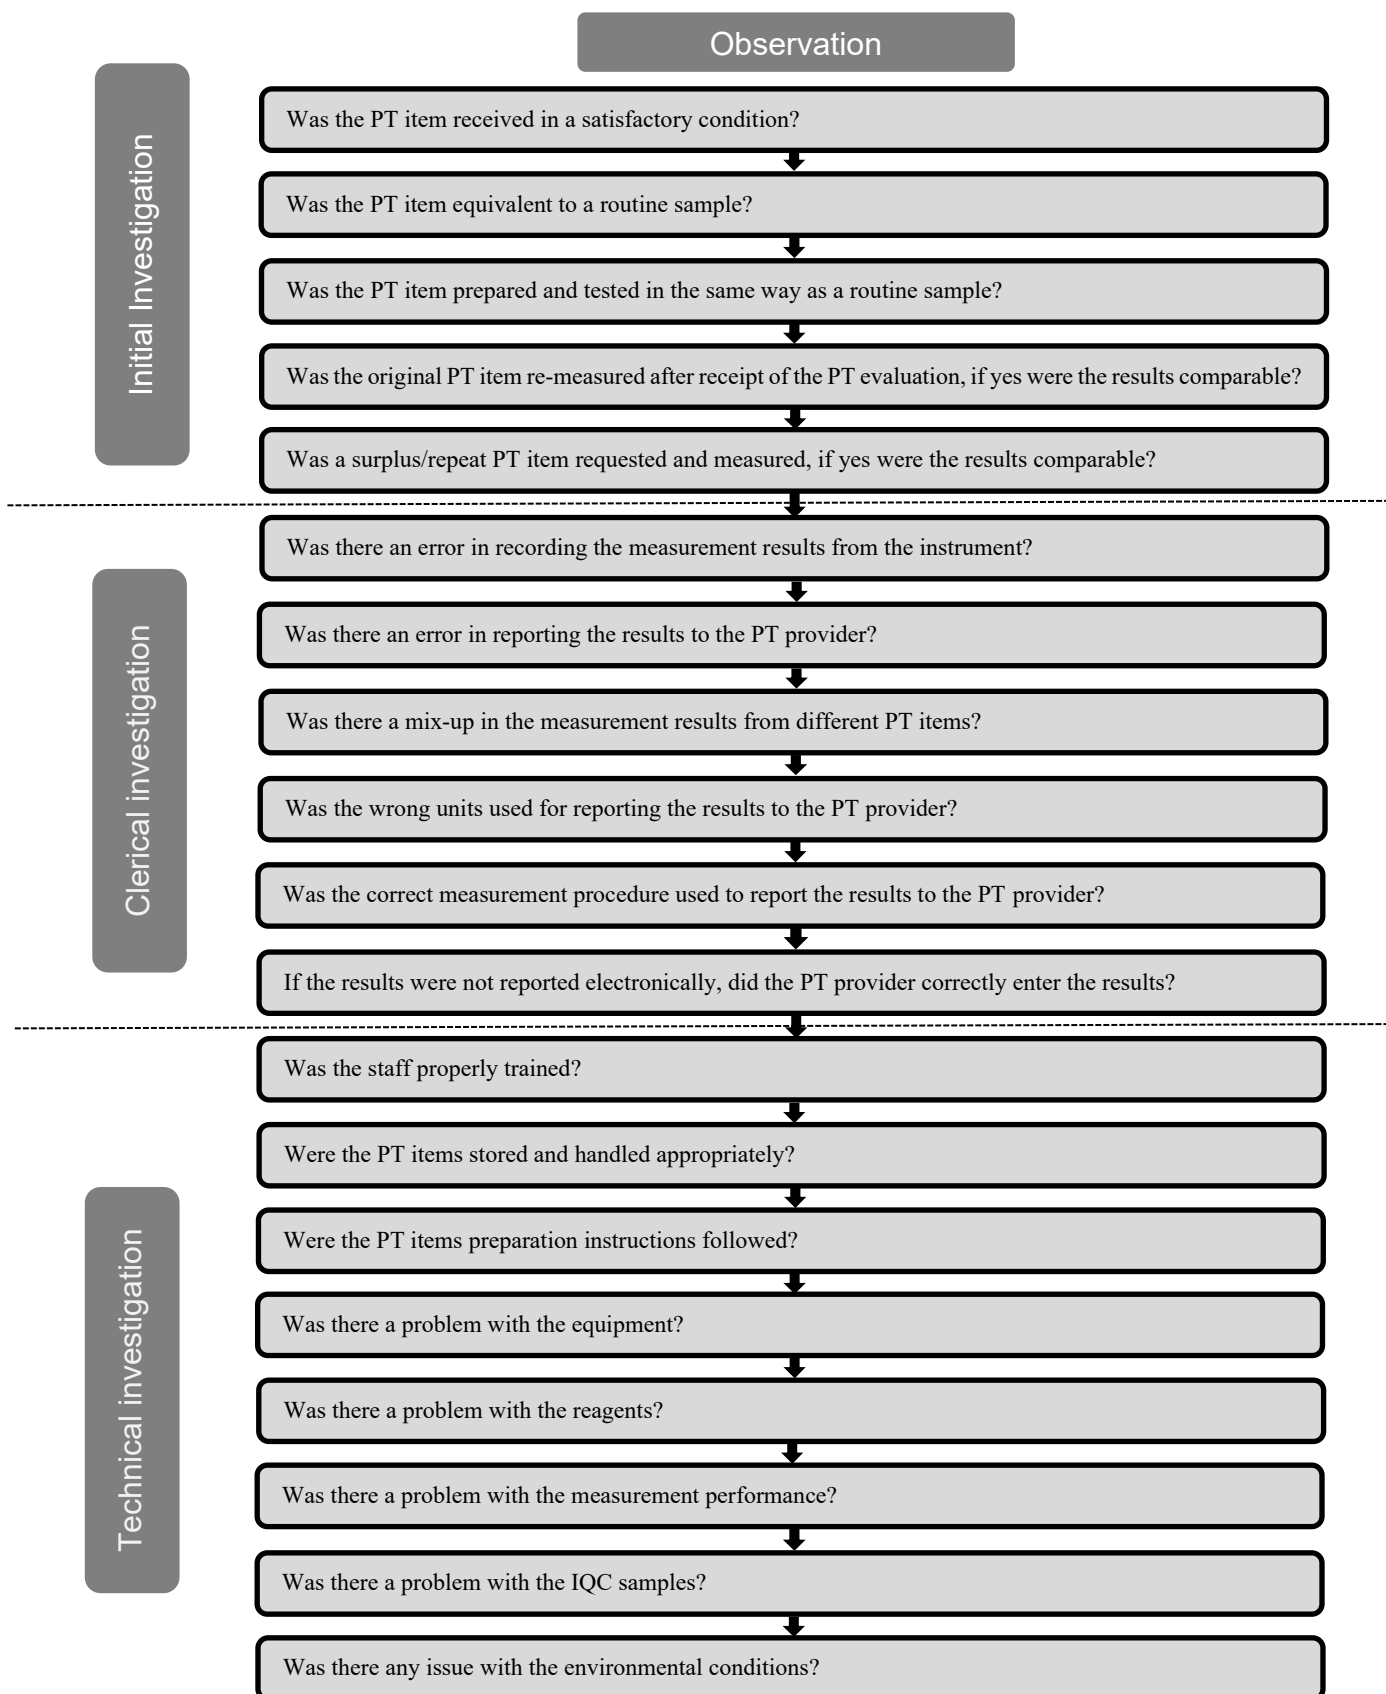 Observation
Initial Investigation
Was the PT item received in a satisfactory condition?
Was the PT item equivalent to a routine sample?
Was the PT item prepared and tested in the same way as a routine sample?
Was the original PT item re-measured after receipt of the PT evaluation, if yes were the results comparable?
Was a surplus/repeat PT item requested and measured, if yes were the results comparable?
Clerical investigation
Was there an error in recording the measurement results from the instrument?
Was there an error in reporting the results to the PT provider?
Was there a mix-up in the measurement results from different PT items?
Was the wrong units used for reporting the results to the PT provider?
Was the correct measurement procedure used to report the results to the PT provider?
If the results were not reported electronically, did the PT provider correctly enter the results?
Technical investigation
Was the staff properly trained?
Were the PT items stored and handled appropriately?
Were the PT items preparation instructions followed?
Was there a problem with the equipment?
Was there a problem with the reagents?
Was there a problem with the measurement performance?
Was there a problem with the IQC samples?
Was there any issue with the environmental conditions?